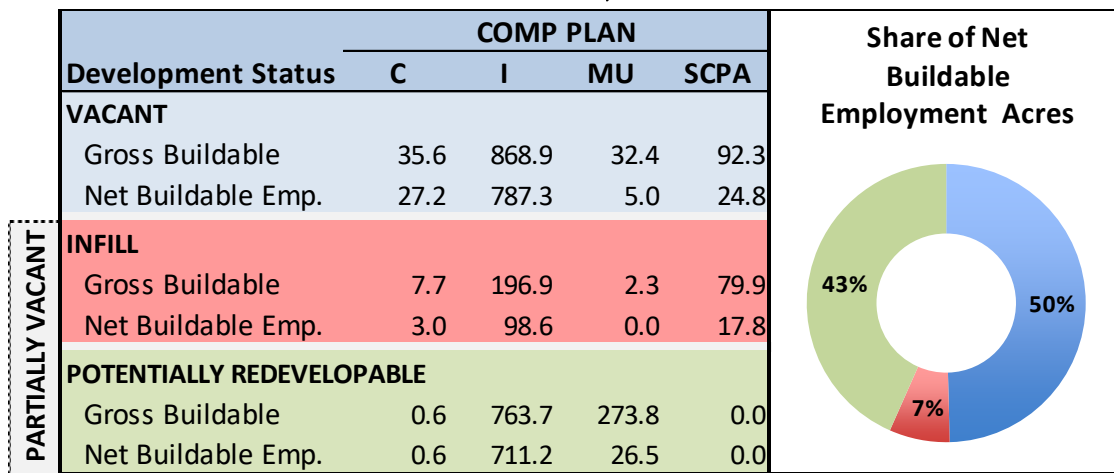 COMP PLAN
Development Status C I MU SCPA
VACANT
Gross Buildable 35.6 868.9 32.4 92.3
Net Buildable Emp. 27.2 787.3 5.0 24.8
PARTIALLY VACANT
INFILL
Gross Buildable 7.7 196.9 2.3 79.9
Net Buildable Emp. 3.0 98.6 0.0 17.8
POTENTIALLY REDEVELOPABLE
Gross Buildable 0.6 763.7 273.8 0.0
Net Buildable Emp. 0.6 711.2 26.5 0.0
Share of Net
Buildable
Employment Acres
43%
50%
7%